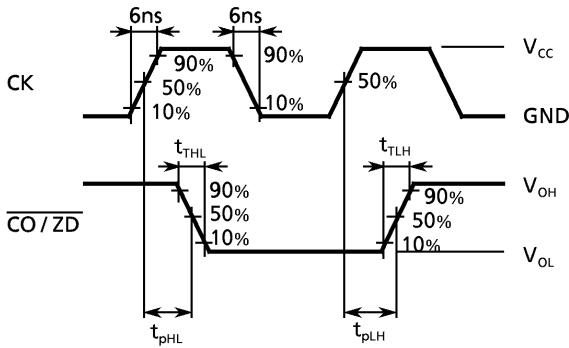 6ns 6ns
90% 90% V_CC
CK 50% 50%
10% 10% GND
t_THL t_TLH
90% 90% V_OH
CO / ZD 50% 50%
10% 10% V_OL
t_pHL t_pLH